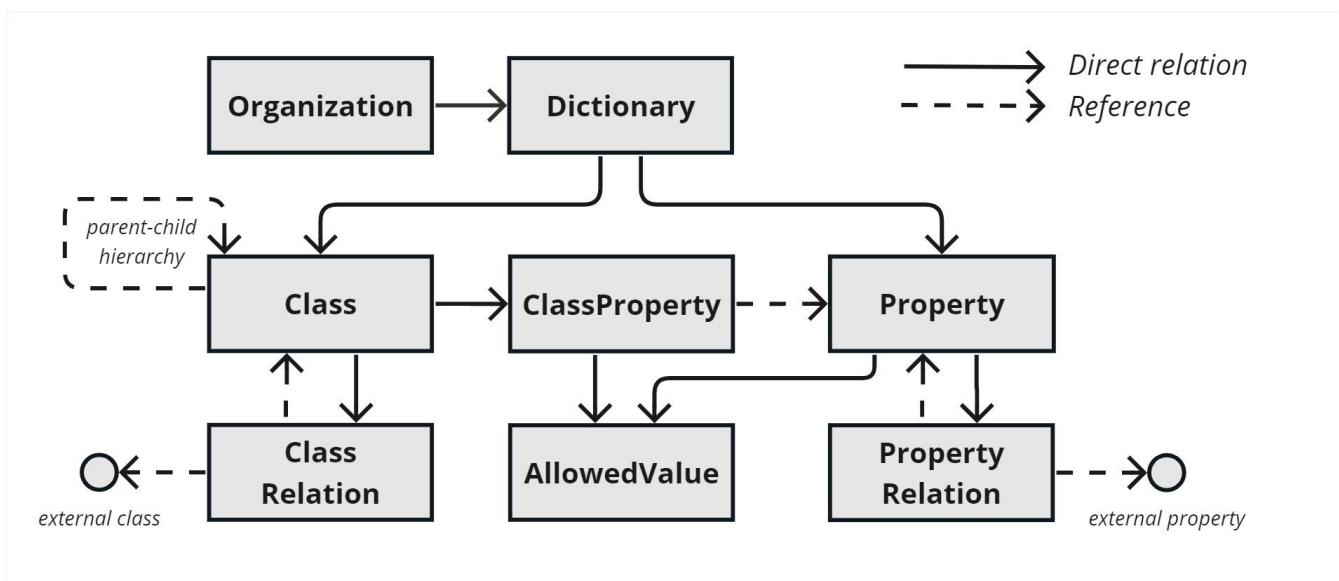 Organization
Dictionary
Direct relation
Reference
parent-child
hierarchy
Class
ClassProperty
Property
Class
Relation
AllowedValue
Property
Relation
external class
external property